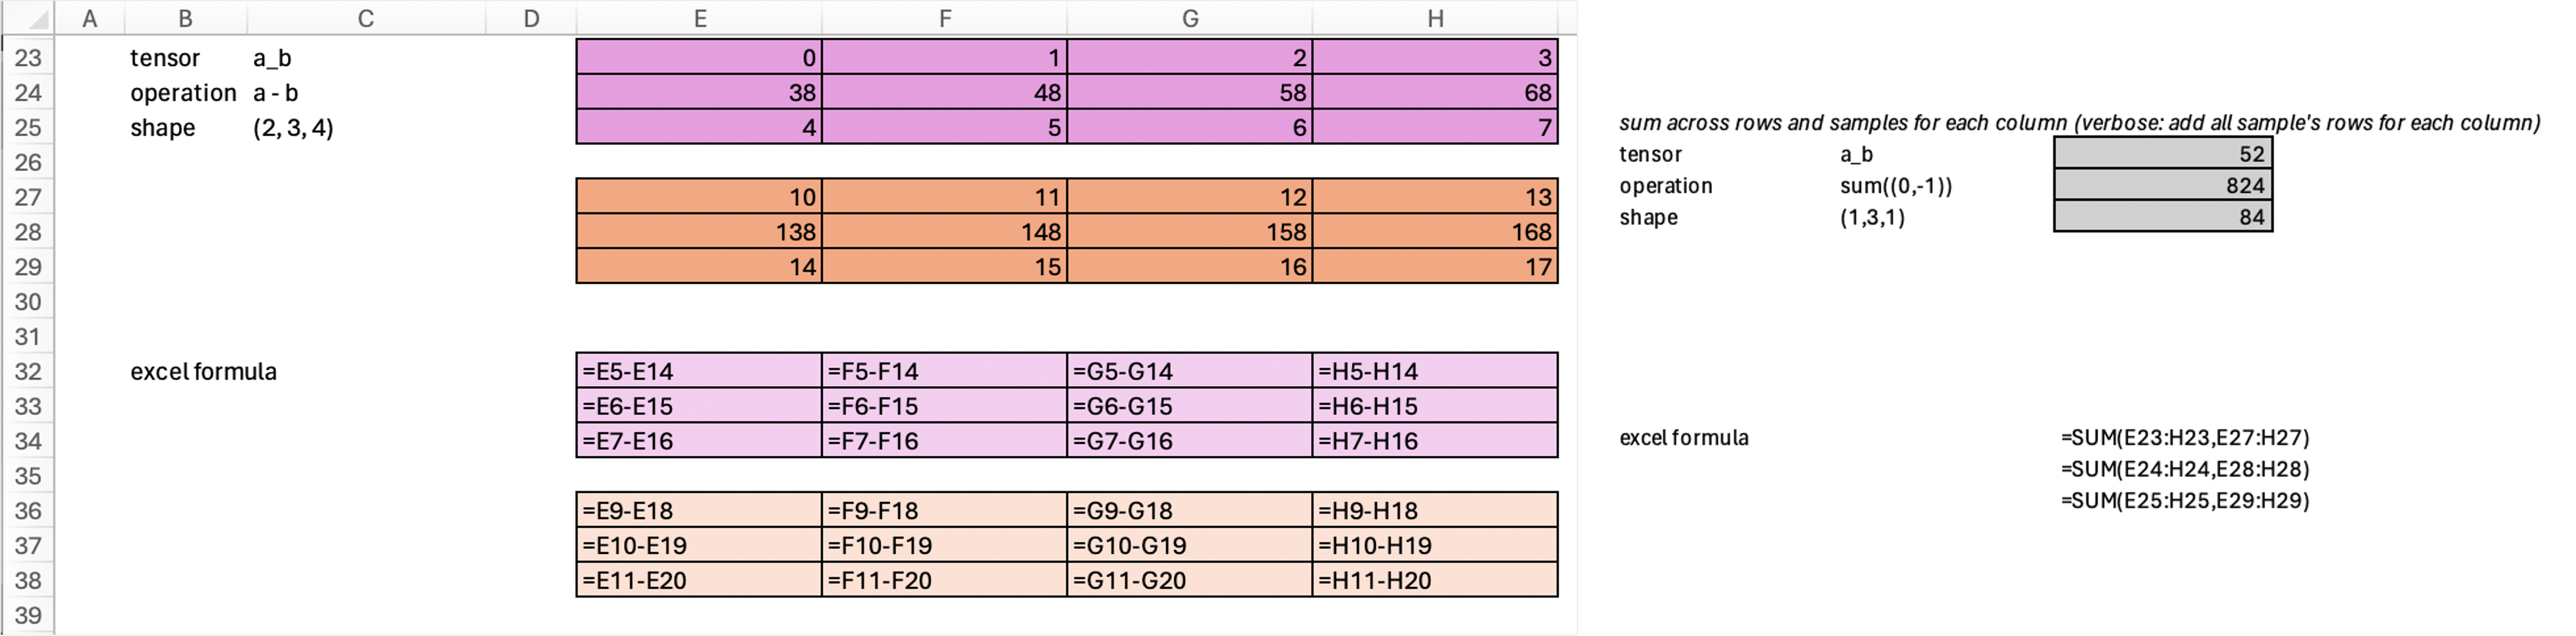 A B C D E F G H
23 tensor a_b 0 1 2 3
24 operation a - b 38 48 58 68
25 shape (2, 3, 4) 4 5 6 7
26
27 10 11 12 13
28 138 148 158 168
29 14 15 16 17
30
31
32 excel formula =E5-E14 =F5-F14 =G5-G14 =H5-H14
33 =E6-E15 =F6-F15 =G6-G15 =H6-H15
34 =E7-E16 =F7-F16 =G7-G16 =H7-H16
35
36 =E9-E18 =F9-F18 =G9-G18 =H9-H18
37 =E10-E19 =F10-F19 =G10-G19 =H10-H19
38 =E11-E20 =F11-F20 =G11-G20 =H11-H20
39
sum across rows and samples for each column (verbose: add all sample's rows for each column)
tensor a_b 52
operation sum((0,-1)) 824
shape (1,3,1) 84
excel formula =SUM(E23:H23,E27:H27)
=SUM(E24:H24,E28:H28)
=SUM(E25:H25,E29:H29)